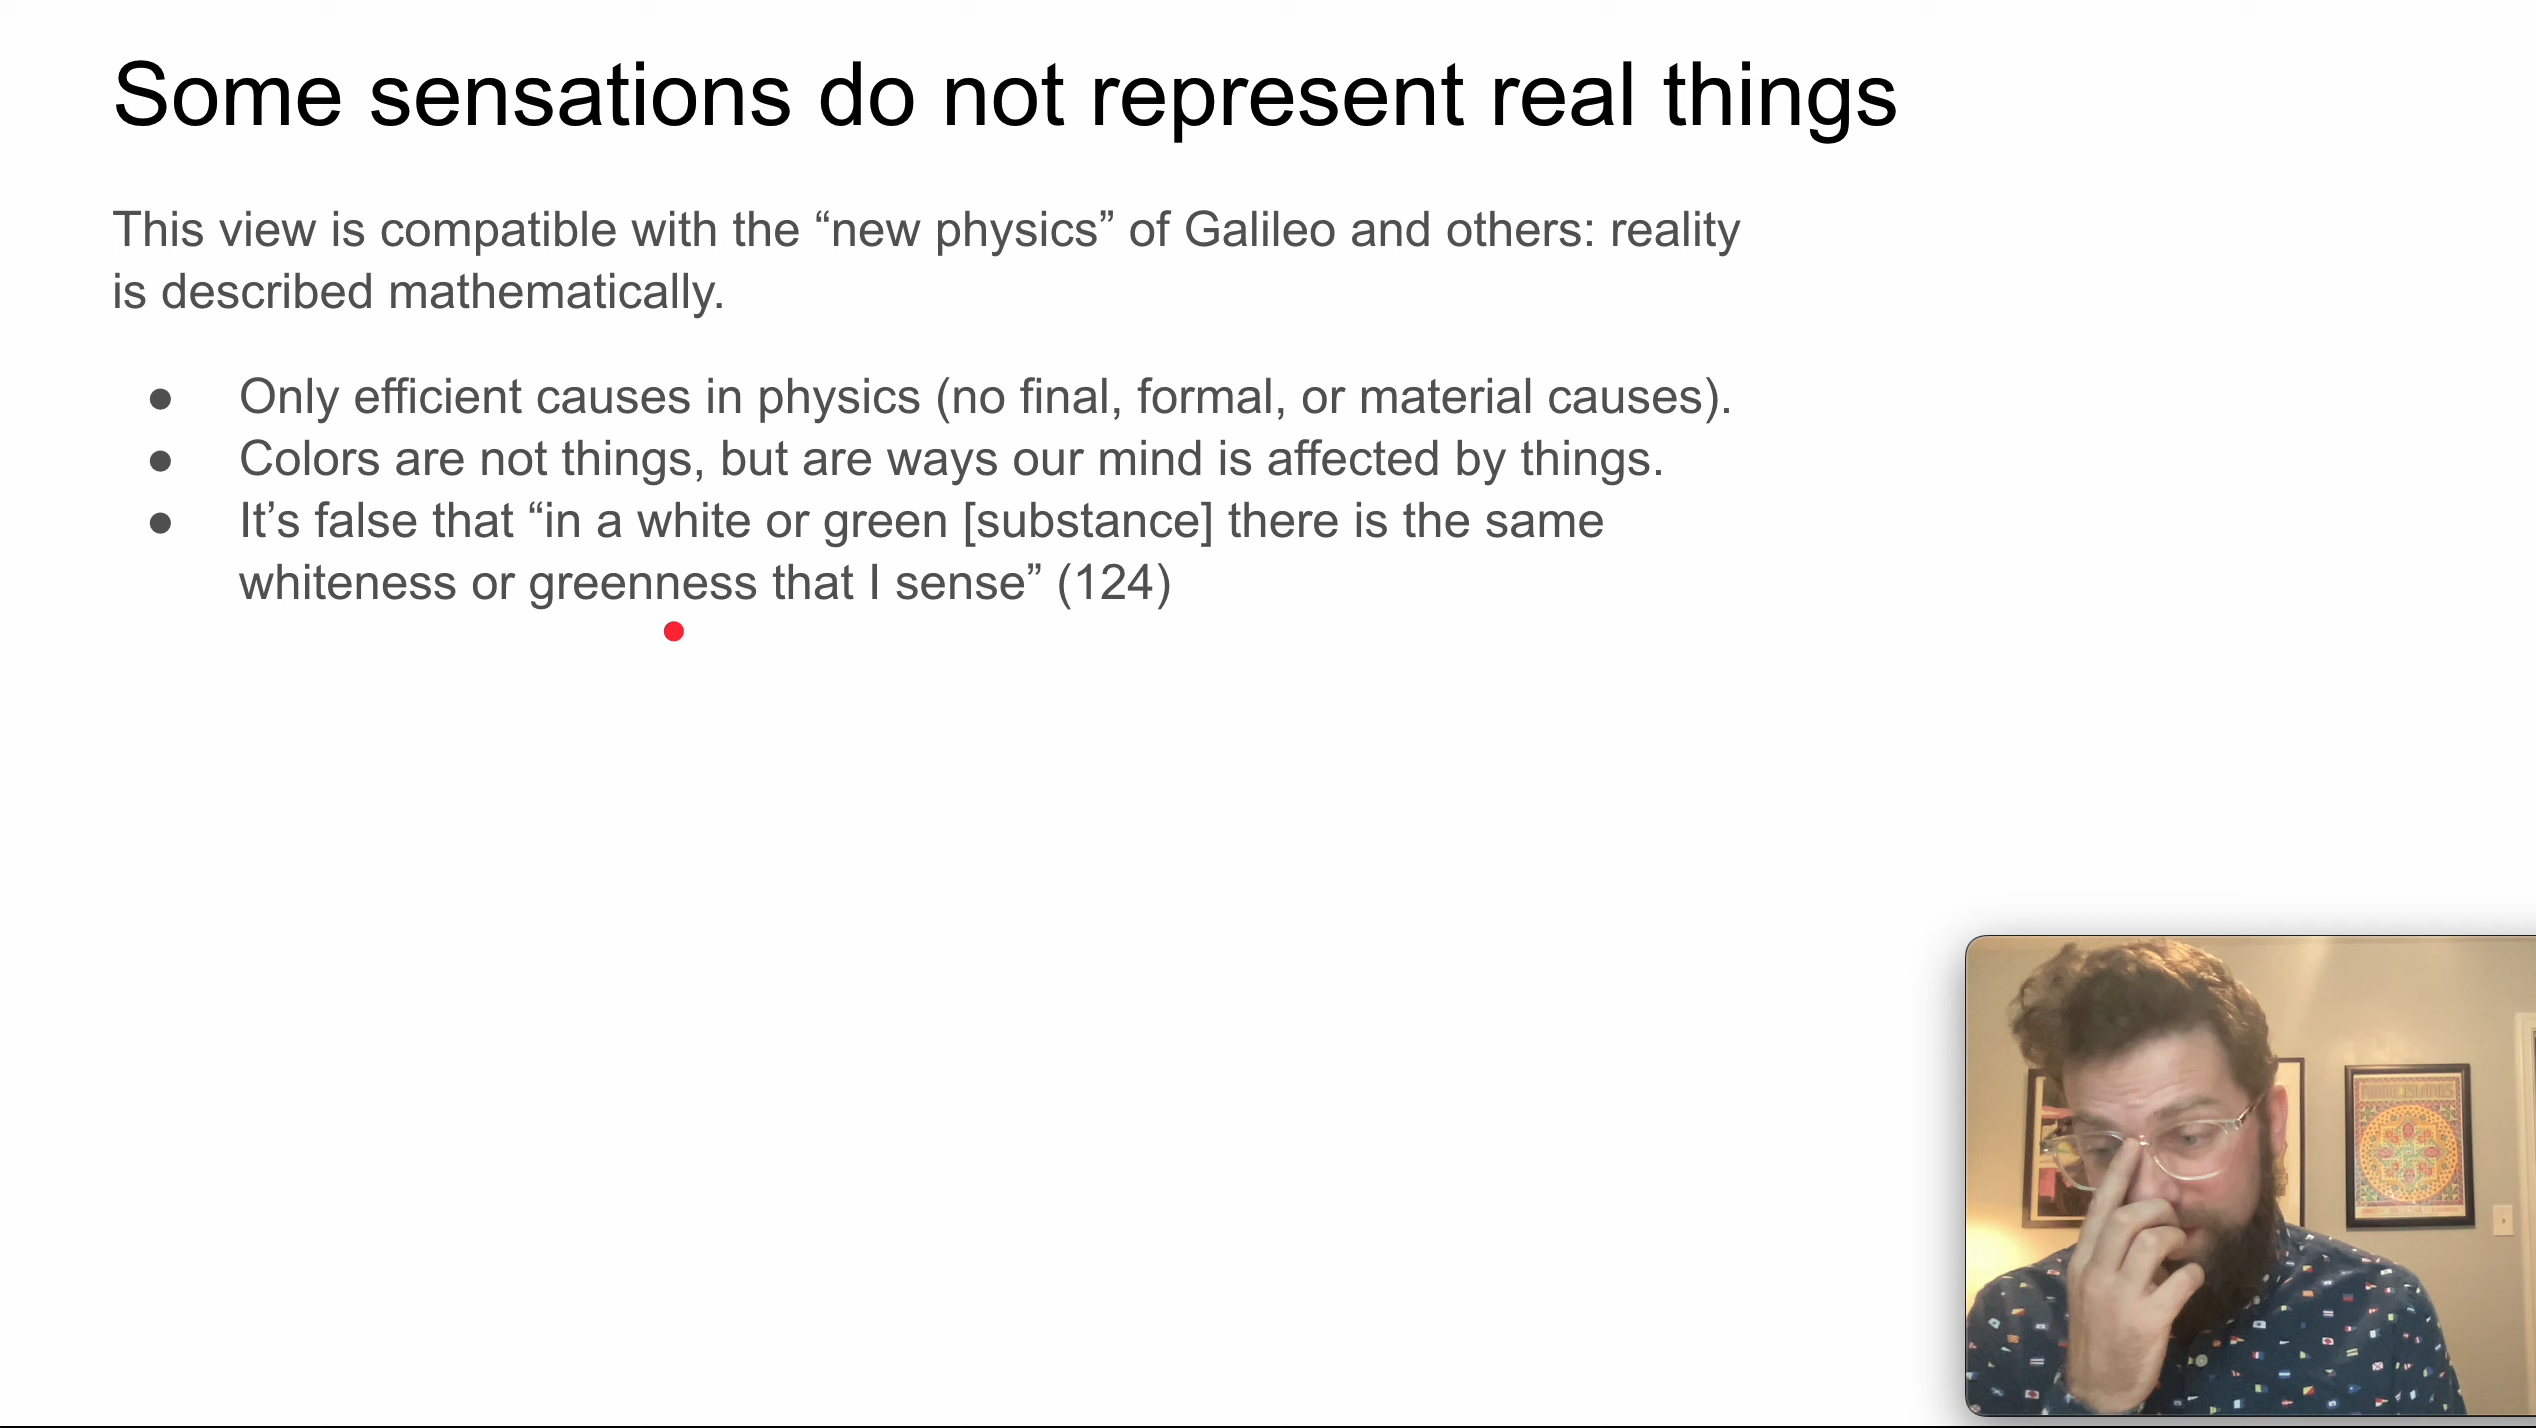 Some sensations do not represent real things
This view is compatible with the “new physics” of Galileo and others: reality
is described mathematically.
● Only efficient causes in physics (no final, formal, or material causes).
● Colors are not things, but are ways our mind is affected by things.
● It’s false that “in a white or green [substance] there is the same
whiteness or greenness that I sense” (124)